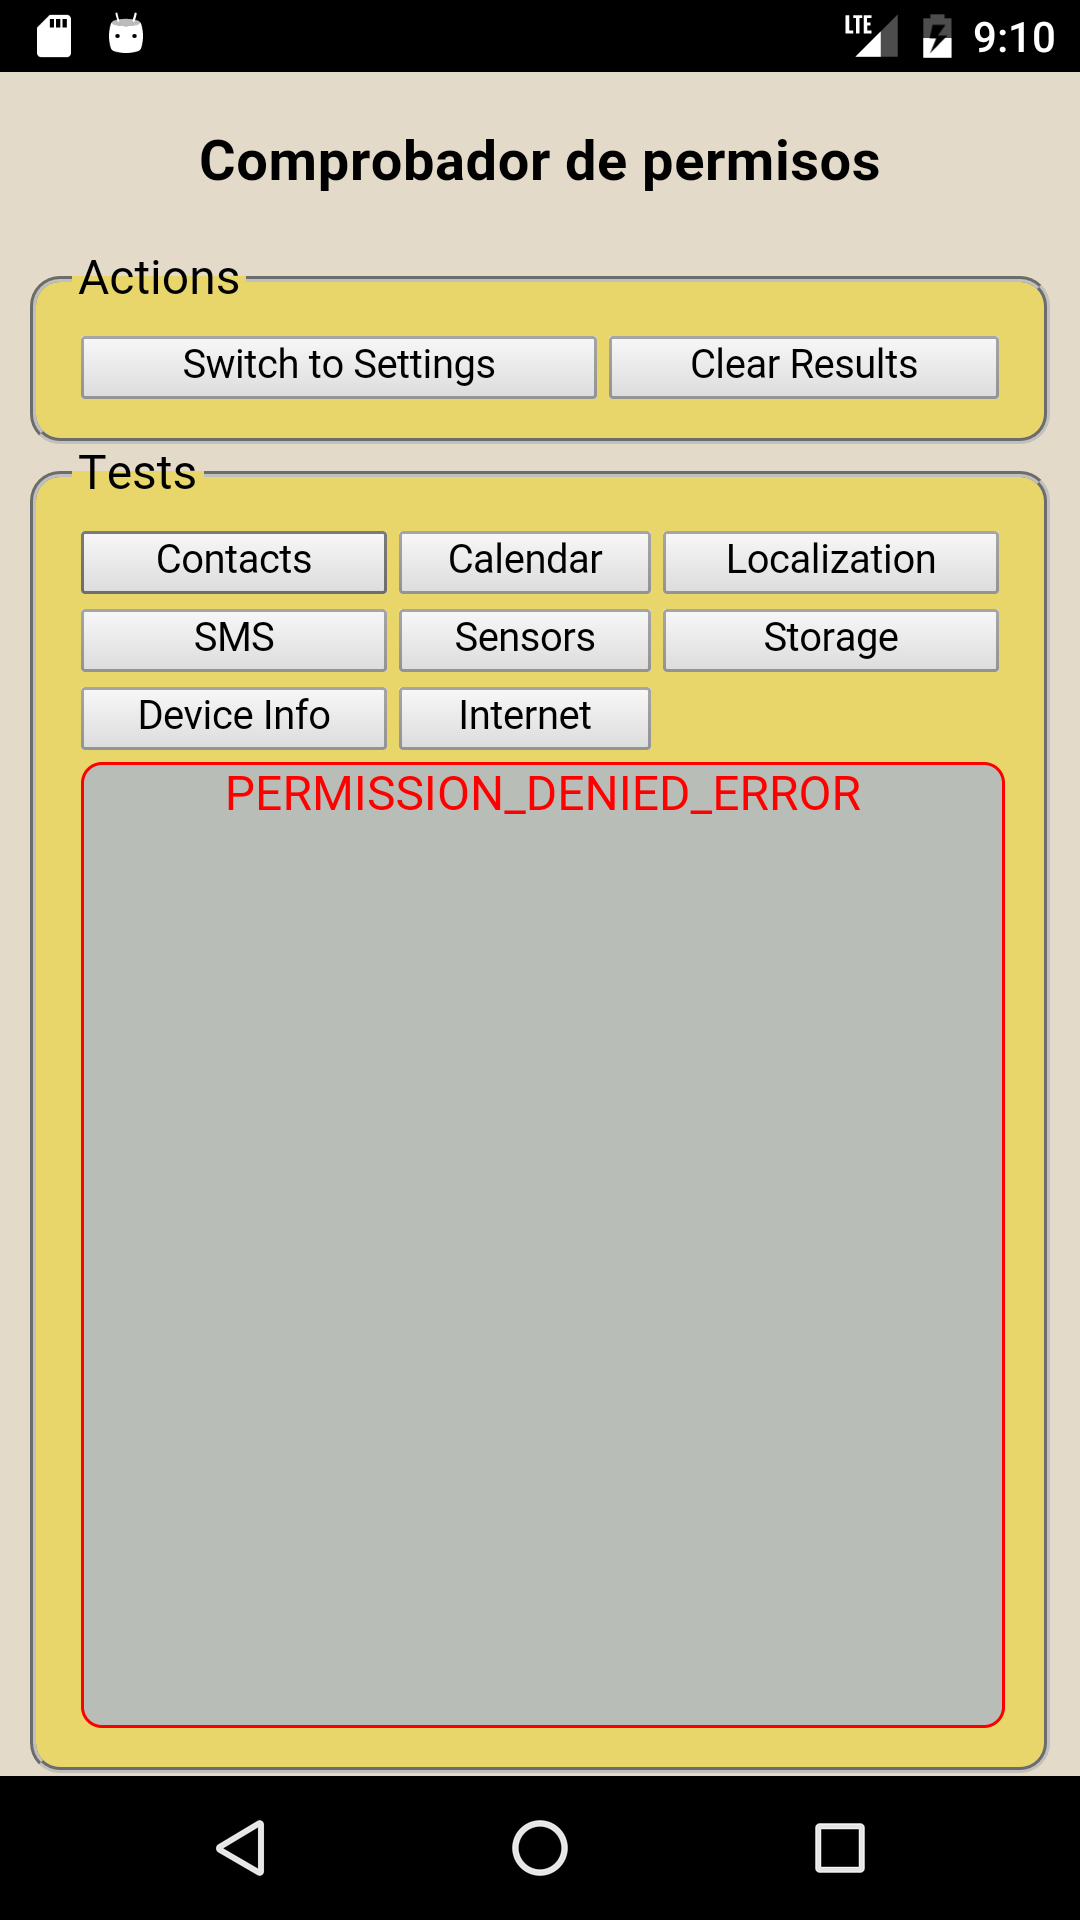 LTE 9:10
Comprobador de permisos
Actions
Switch to Settings Clear Results
Tests
Contacts Calendar Localization
SMS Sensors Storage
Device Info Internet
PERMISSION_DENIED_ERROR